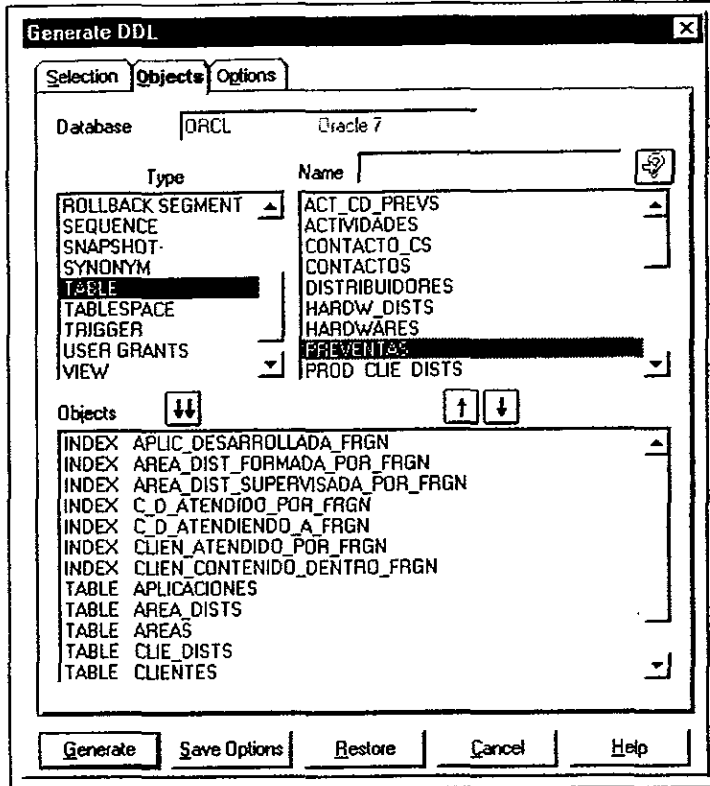 Generate DDL
Selection Objects Options
Database ORCL Oracle 7
Type Name
ROLLBACK SEGMENT
SEQUENCE
SNAPSHOT
SYNONYM
TABLE
TABLESPACE
TRIGGER
USER GRANTS
VIEW
ACT_CD_PREVS
ACTIVIDADES
CONTACTO_CS
CONTACTOS
DISTRIBUIDORES
HARDW_DISTS
HARDWARES
PREVENTAS
PROD_CLIE_DISTS
Objects
INDEX APLIC_DESARROLLADA_FRGN
INDEX AREA_DIST_FORMADA_POR_FRGN
INDEX AREA_DIST_SUPERVISADA_POR_FRGN
INDEX C_D_ATENDIDO_POR_FRGN
INDEX C_D_ATENDIENDO_A_FRGN
INDEX CLIEN_ATENDIDO_POR_FRGN
INDEX CLIEN_CONTENIDO_DENTRO_FRGN
TABLE APLICACIONES
TABLE AREA_DISTS
TABLE AREAS
TABLE CLIE_DISTS
TABLE CLIENTES
Generate Save Options Restore Cancel Help